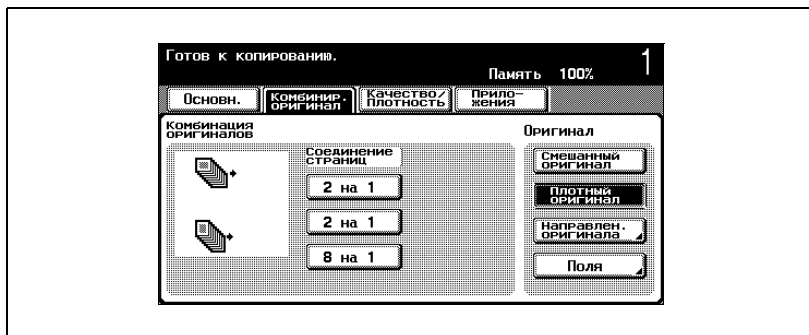 Готов к копированию.
Память 100% 1
Основн.
Комбинир.
оригинал
Качество/
Плотность
Прило-
жения
Комбинация
оригиналов
Соединение
страниц
2 на 1
2 на 1
8 на 1
Оригинал
Смешанный
оригинал
Плотный
оригинал
Направлен.
оригинала
Поля